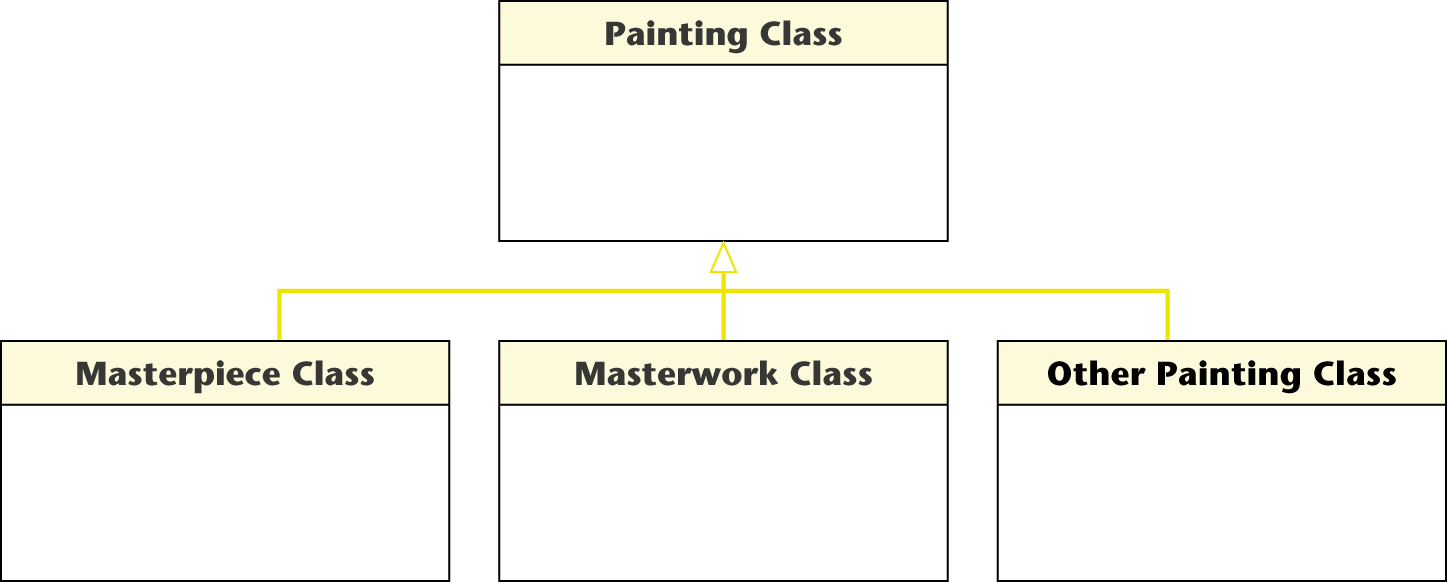 Painting Class
Masterpiece Class
Masterwork Class
Other Painting Class